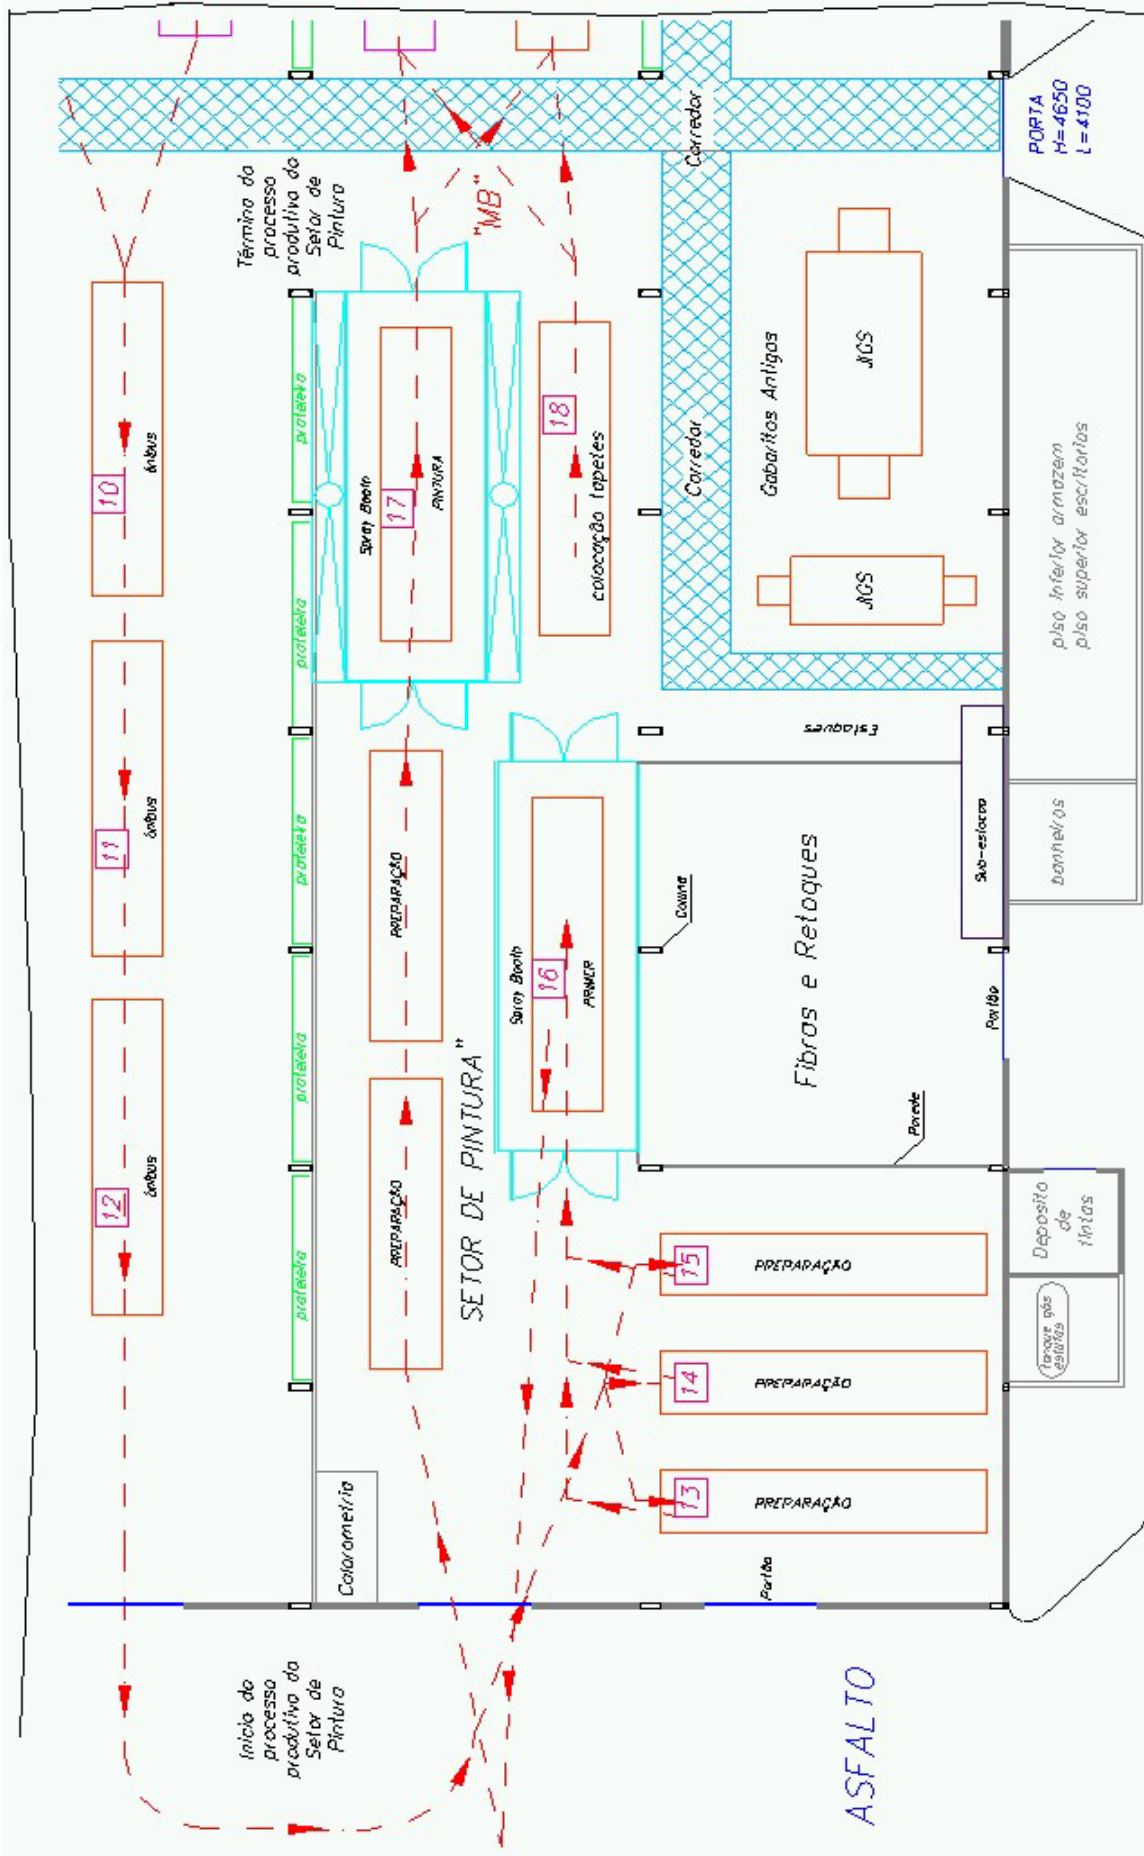 PORTA
H=4650
L=4100
Término do
processo
produtivo do
Setor de
Pintura
"MB"
Corredor
Corredor
10
ônibus
11
ônibus
12
ônibus
prateleira
prateleira
prateleira
prateleira
prateleira
Spray Booth
17
PINTURA
18
colocação tapetes
Gabaritos Antigos
JIGS
JIGS
piso inferior armazem
piso superior escritorios
Estoques
PREPARAÇÃO
PREPARAÇÃO
SETOR DE PINTURA"
Spray Booth
16
PRIMER
Coluna
Fibras e Retoques
Sub-estacao
banheiros
Portão
Parede
15
PREPARAÇÃO
14
PREPARAÇÃO
13
PREPARAÇÃO
Deposito
de
tintas
Tanque gás
estufas
Colorometria
Portão
Inicio do
processo
produtivo do
Setor de
Pintura
ASFALTO